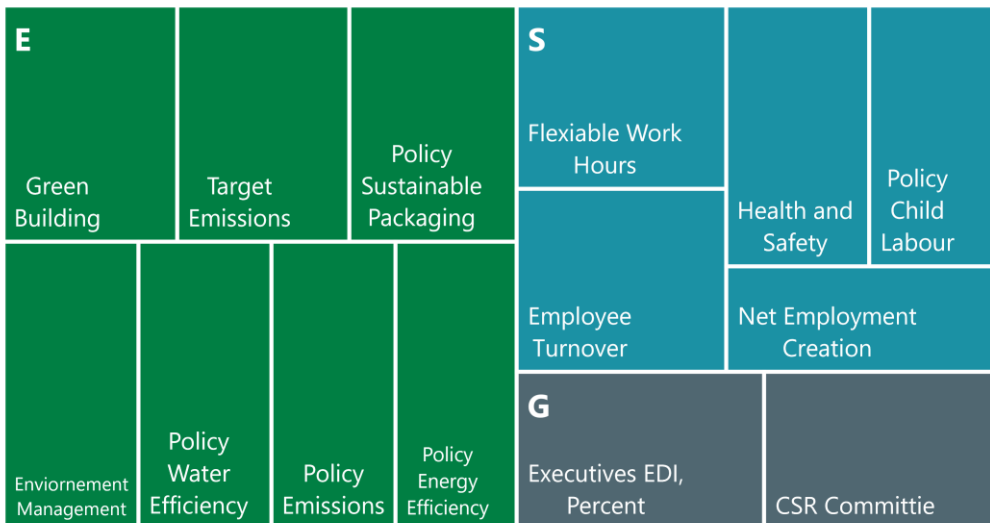 E
Green
Building
Target
Emissions
Policy
Sustainable
Packaging
Enviornement
Management
Policy
Water
Efficiency
Policy
Emissions
Policy
Energy
Efficiency
S
Flexiable Work
Hours
Employee
Turnover
Health and
Safety
Policy
Child
Labour
Net Employment
Creation
G
Executives EDI,
Percent
CSR Committie